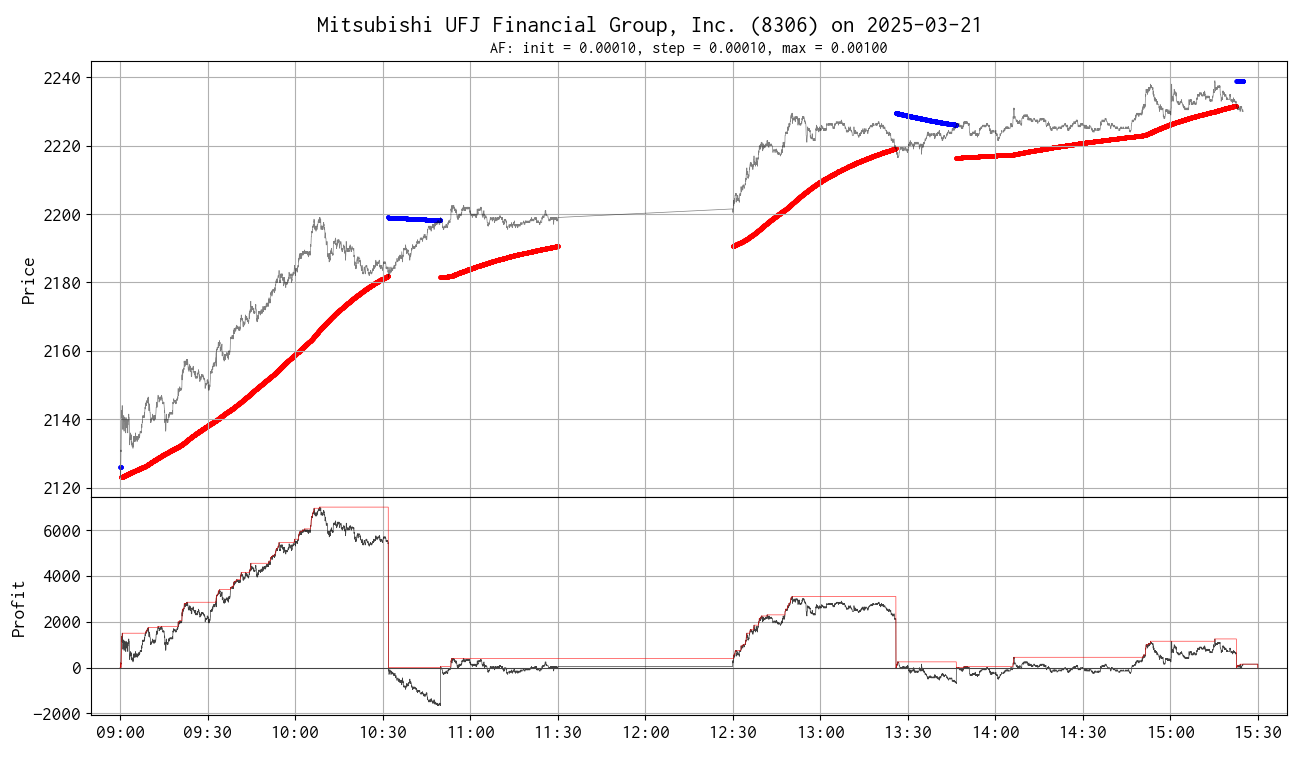 Mitsubishi UFJ Financial Group, Inc. (8306) on 2025-03-21
AF: init = 0.00010, step = 0.00010, max = 0.00100
Price
2240
2220
2200
2180
2160
2140
2120
Profit
6000
4000
2000
0
−2000
09:00 09:30 10:00 10:30 11:00 11:30 12:00 12:30 13:00 13:30 14:00 14:30 15:00 15:30